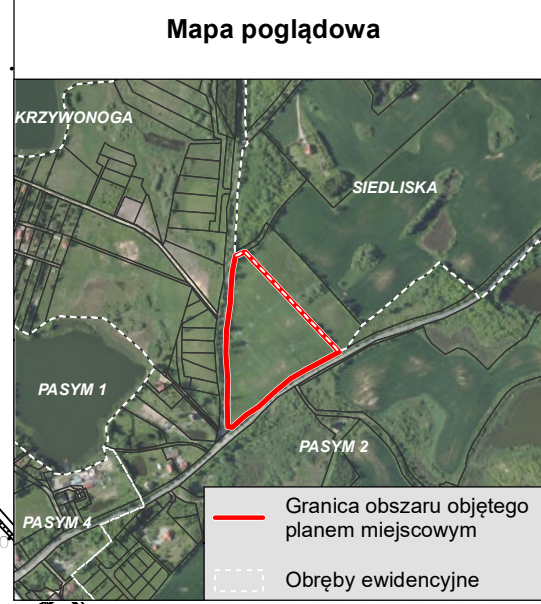 Mapa poglądowa
KRZYWONOGA
SIEDLISKA
PASYM 1
PASYM 2
PASYM 4
Granica obszaru objętego
planem miejscowym
Obręby ewidencyjne